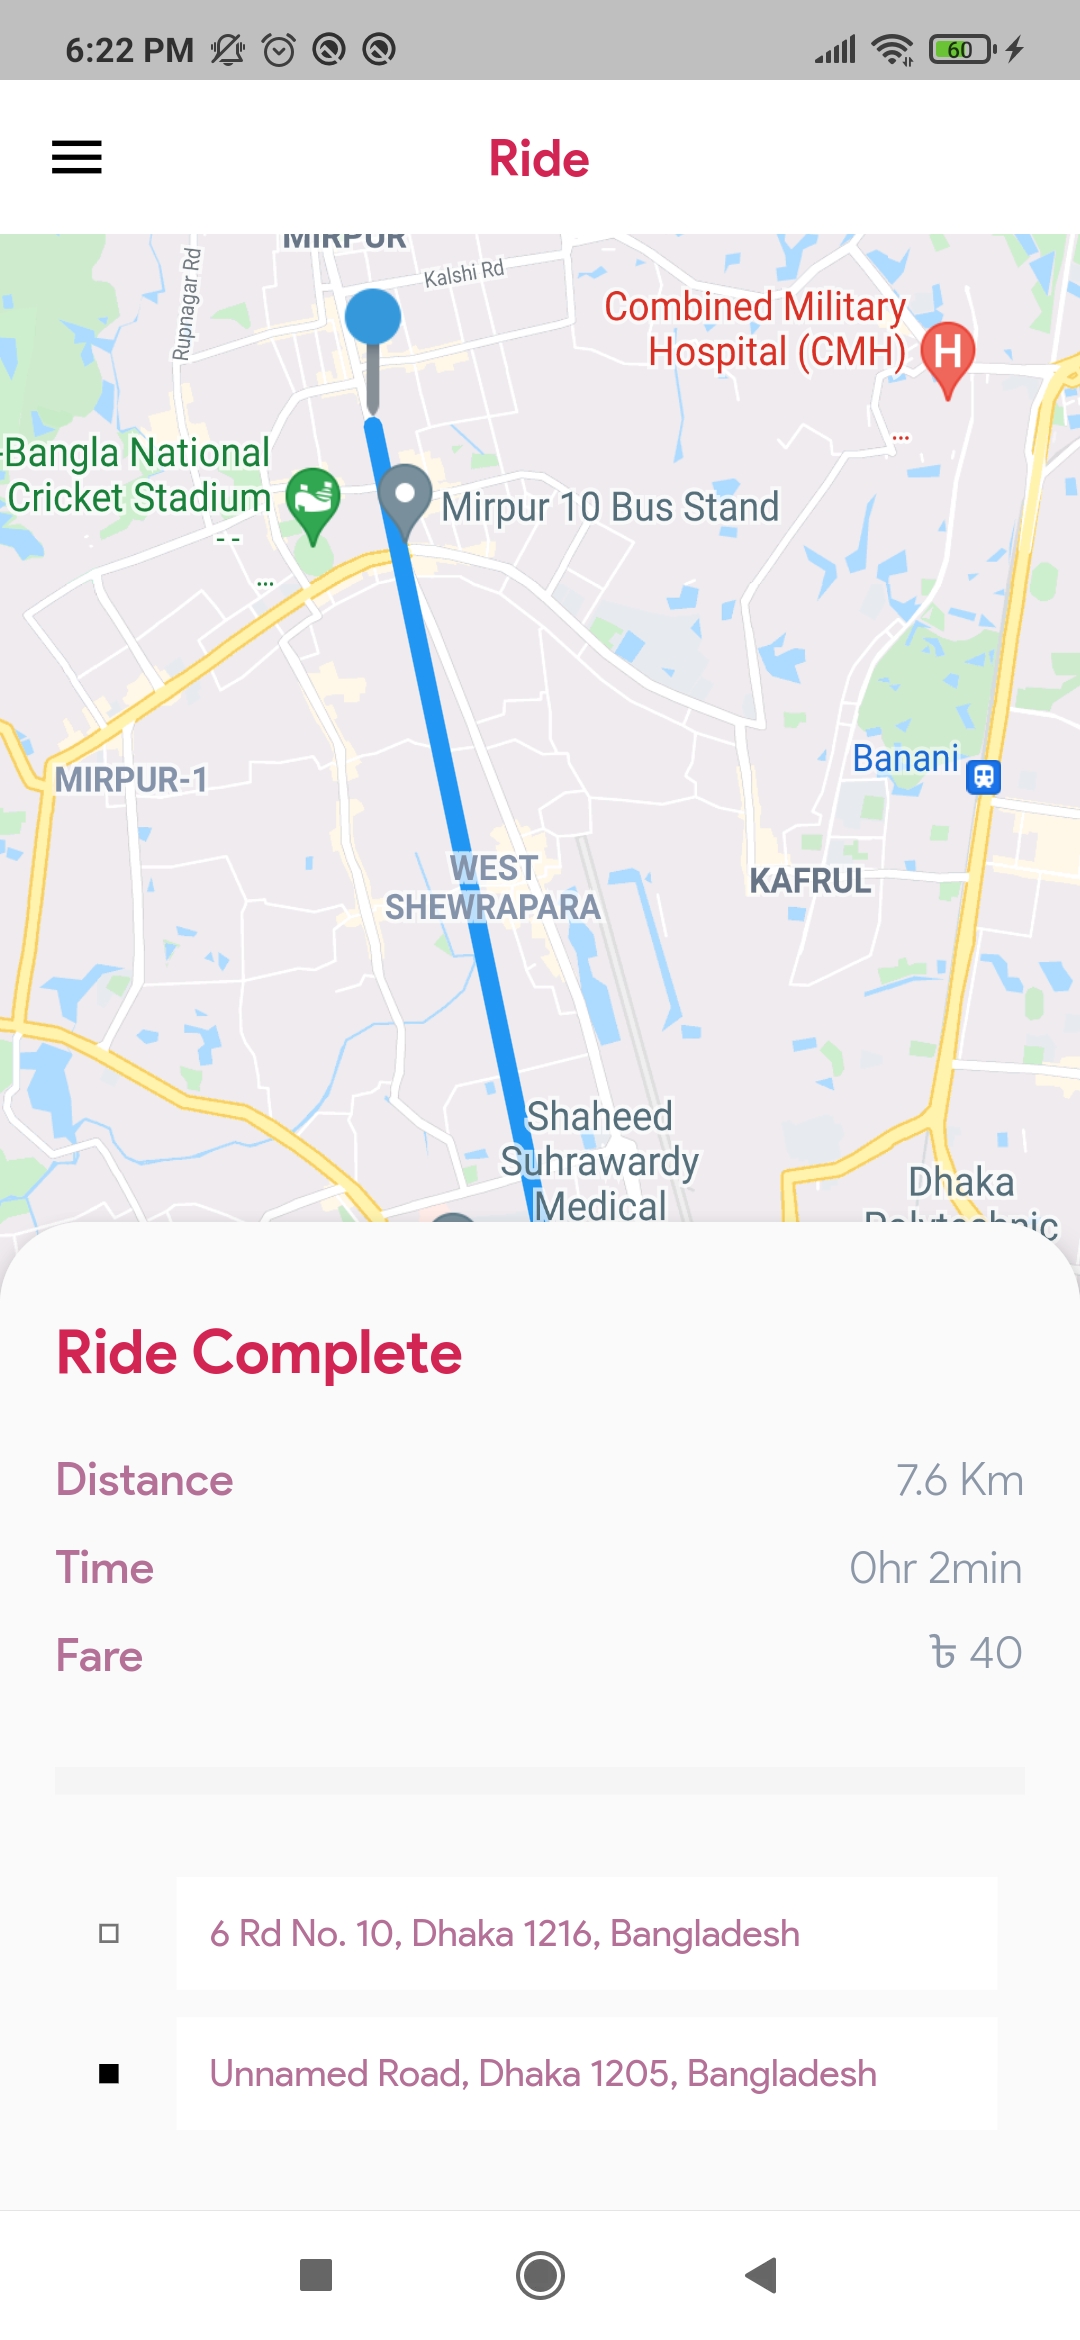 6:22 PM
60
Ride
MIRPUR
Kalshi Rd
Rupnagar Rd
Combined Military
Hospital (CMH)
H
-Bangla National
Cricket Stadium
Mirpur 10 Bus Stand
Banani
MIRPUR-1
WEST
SHEWRAPARA
KAFRUL
Shaheed
Suhrawardy
Medical
Dhaka
Polytechnic
Ride Complete
Distance 7.6 Km
Time 0hr 2min
Fare ৳ 40
6 Rd No. 10, Dhaka 1216, Bangladesh
Unnamed Road, Dhaka 1205, Bangladesh